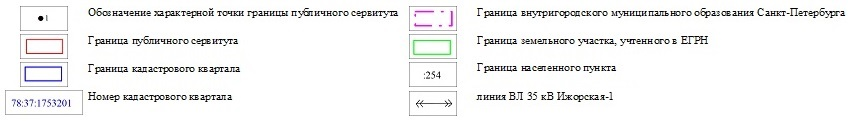 ●1 Обозначение характерной точки границы публичного сервитута
Граница публичного сервитута
Граница кадастрового квартала
78:37:1753201 Номер кадастрового квартала
Граница внутригородского муниципального образования Санкт-Петербурга
Граница земельного участка, учтенного в ЕГРН
:254 Граница населенного пункта
линия ВЛ 35 кВ Ижорская-1